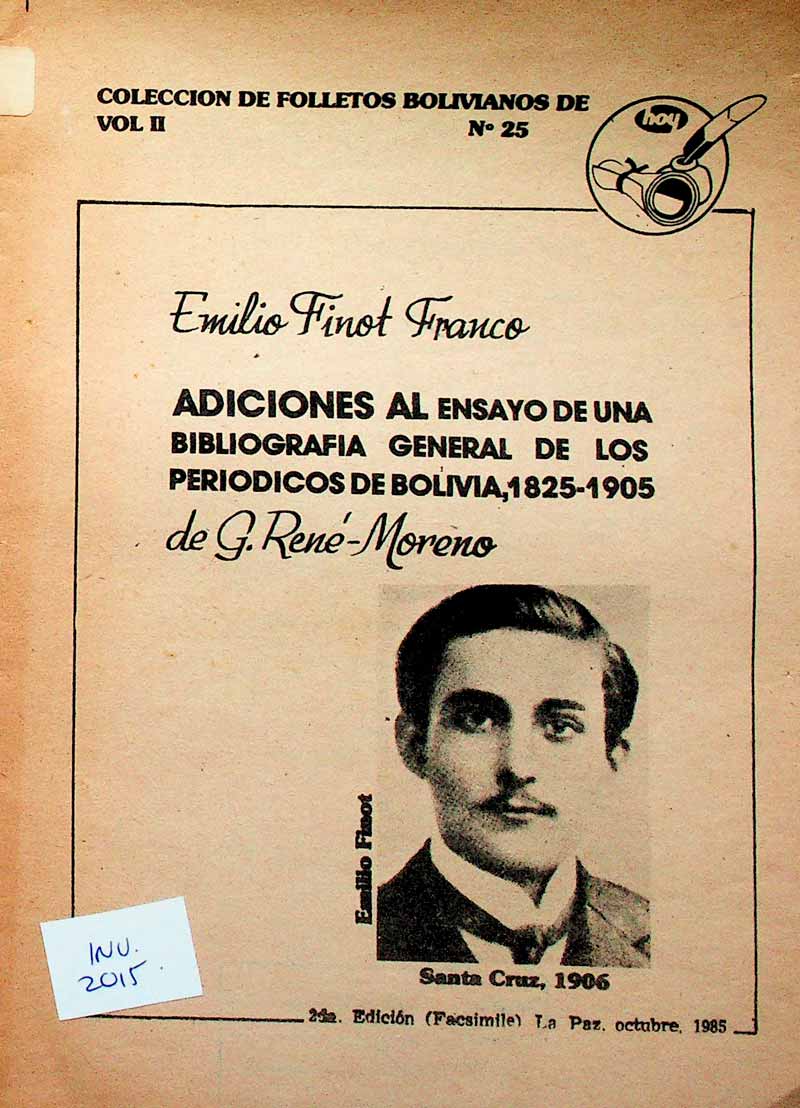 COLECCION DE FOLLETOS BOLIVIANOS DE
hoy
VOL II Nº 25
Emilio Finot Franco
ADICIONES AL ENSAYO DE UNA
BIBLIOGRAFIA GENERAL DE LOS
PERIODICOS DE BOLIVIA, 1825-1905
de G. René-Moreno
Emilio Finot
Santa Cruz, 1906
INV.
2015
2da. Edición (Facsimile) La Paz, octubre, 1985